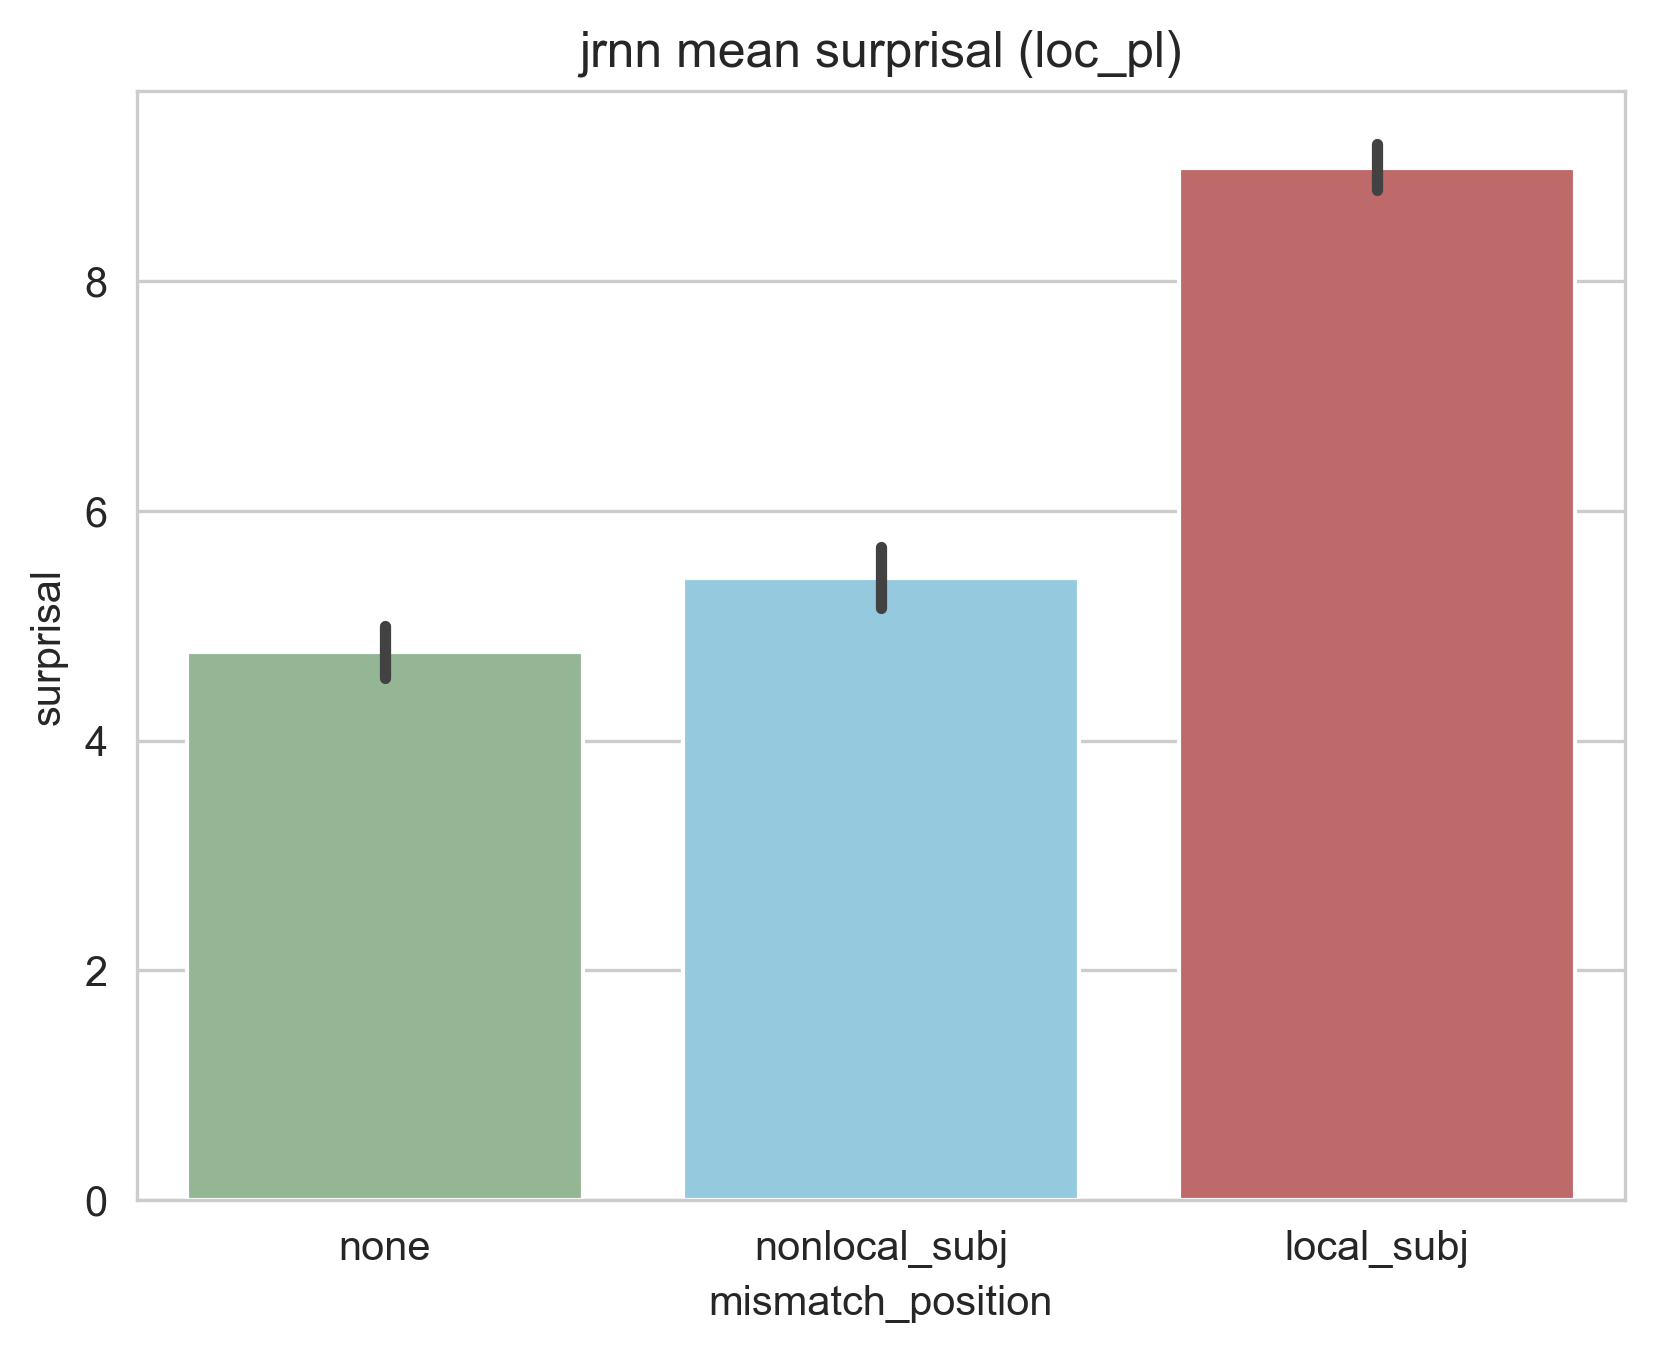 jrnn mean surprisal (loc_pl)
surprisal
8
6
4
2
0
none nonlocal_subj local_subj
mismatch_position